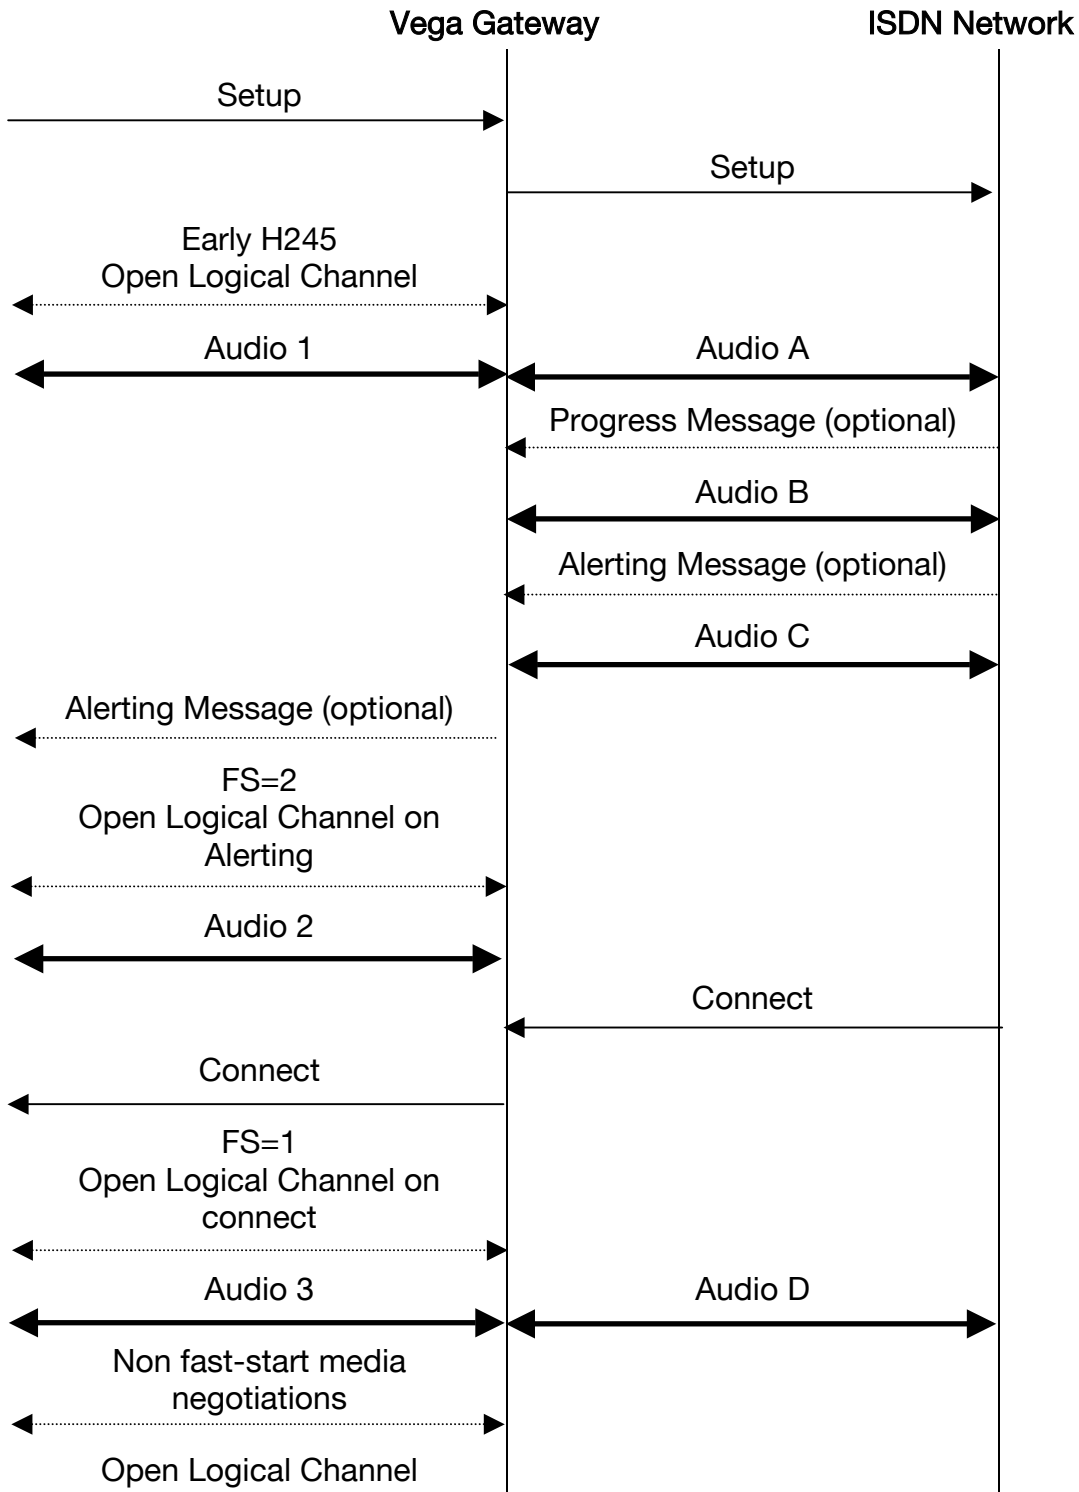 Vega Gateway
ISDN Network
Setup
Setup
Early H245
Open Logical Channel
Audio 1
Audio A
Progress Message (optional)
Audio B
Alerting Message (optional)
Audio C
Alerting Message (optional)
FS=2
Open Logical Channel on
Alerting
Audio 2
Connect
Connect
FS=1
Open Logical Channel on
connect
Audio 3
Audio D
Non fast-start media
negotiations
Open Logical Channel